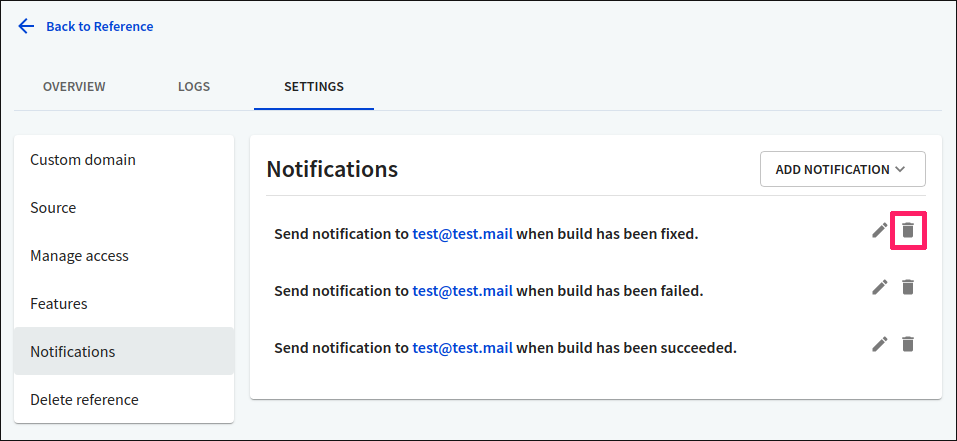 Back to Reference
OVERVIEW
LOGS
SETTINGS
Custom domain
Source
Manage access
Features
Notifications
Delete reference
Notifications
ADD NOTIFICATION
Send notification to test@test.mail when build has been fixed.
Send notification to test@test.mail when build has been failed.
Send notification to test@test.mail when build has been succeeded.